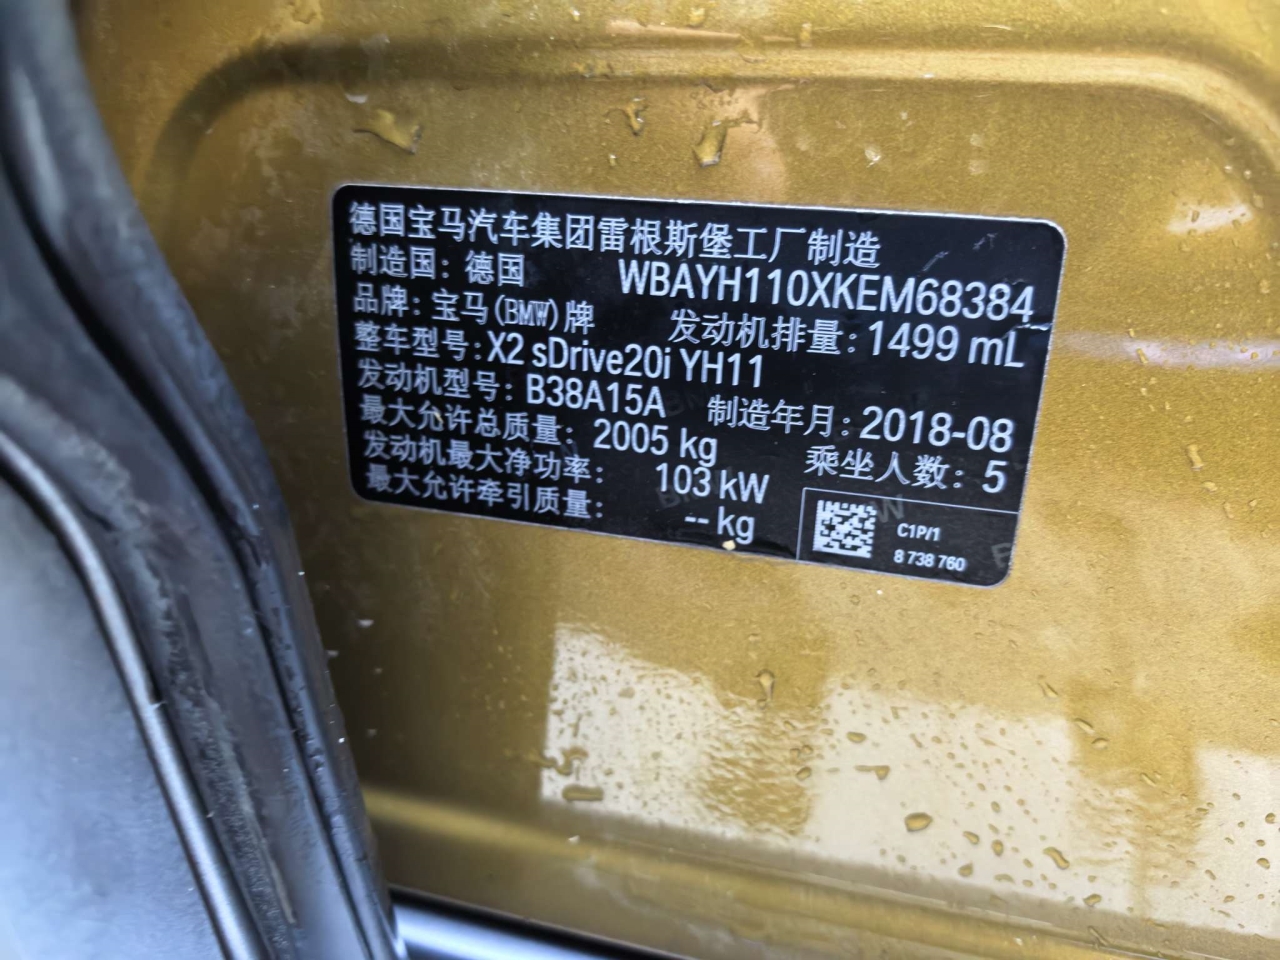 德国宝马汽车集团雷根斯堡工厂制造
制造国：德国 WBAYH110XKEM68384
品牌：宝马(BMW)牌 发动机排量：1499 mL
整车型号：X2 sDrive20i YH11
发动机型号：B38A15A 制造年月：2018-08
最大允许总质量：2005 kg 乘坐人数：5
发动机最大净功率：103 kW
最大允许牵引质量：-- kg
C1P/1
8 738 760